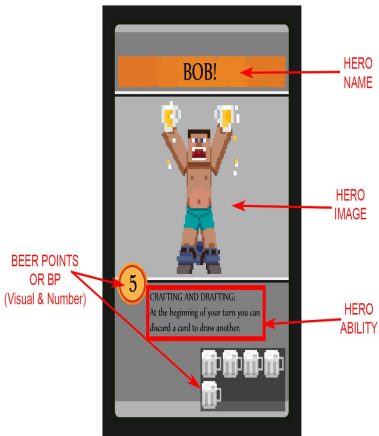 BOB!
HERO
NAME
HERO
IMAGE
BEER POINTS
OR BP
(Visual & Number)
5
CRAFTING AND DRAFTING:
At the beginning of your turn you can
discard a card to draw another.
HERO
ABILITY